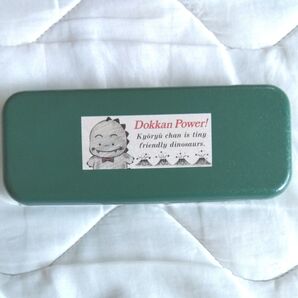 Dokkan Power!
Kyōryū chan is tiny
friendly dinosaurs.